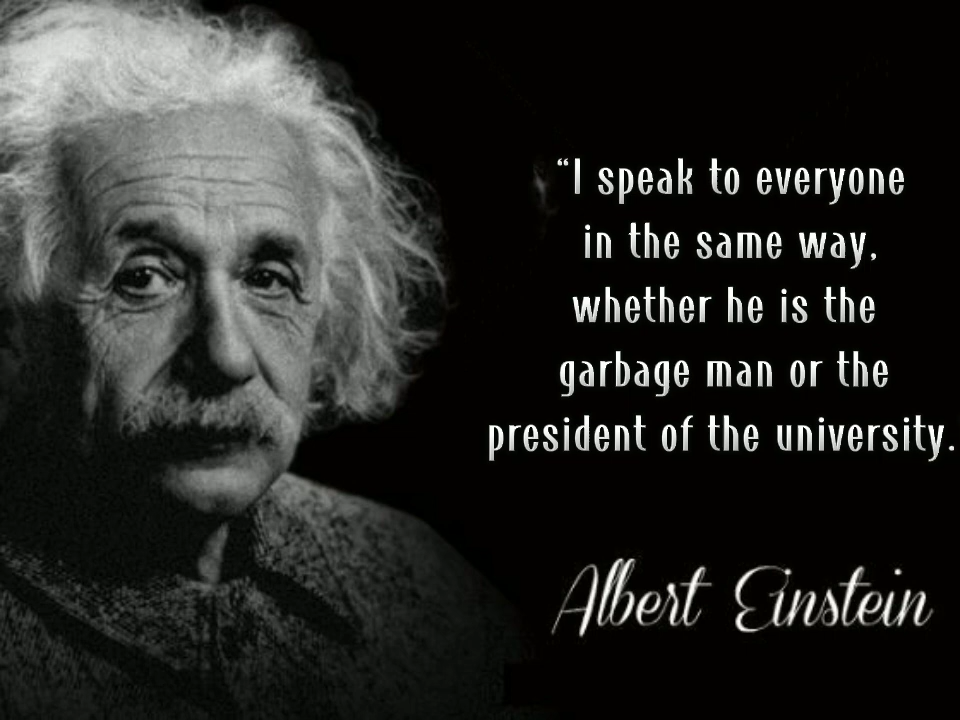 “I speak to everyone
in the same way,
whether he is the
garbage man or the
president of the university.
Albert Einstein